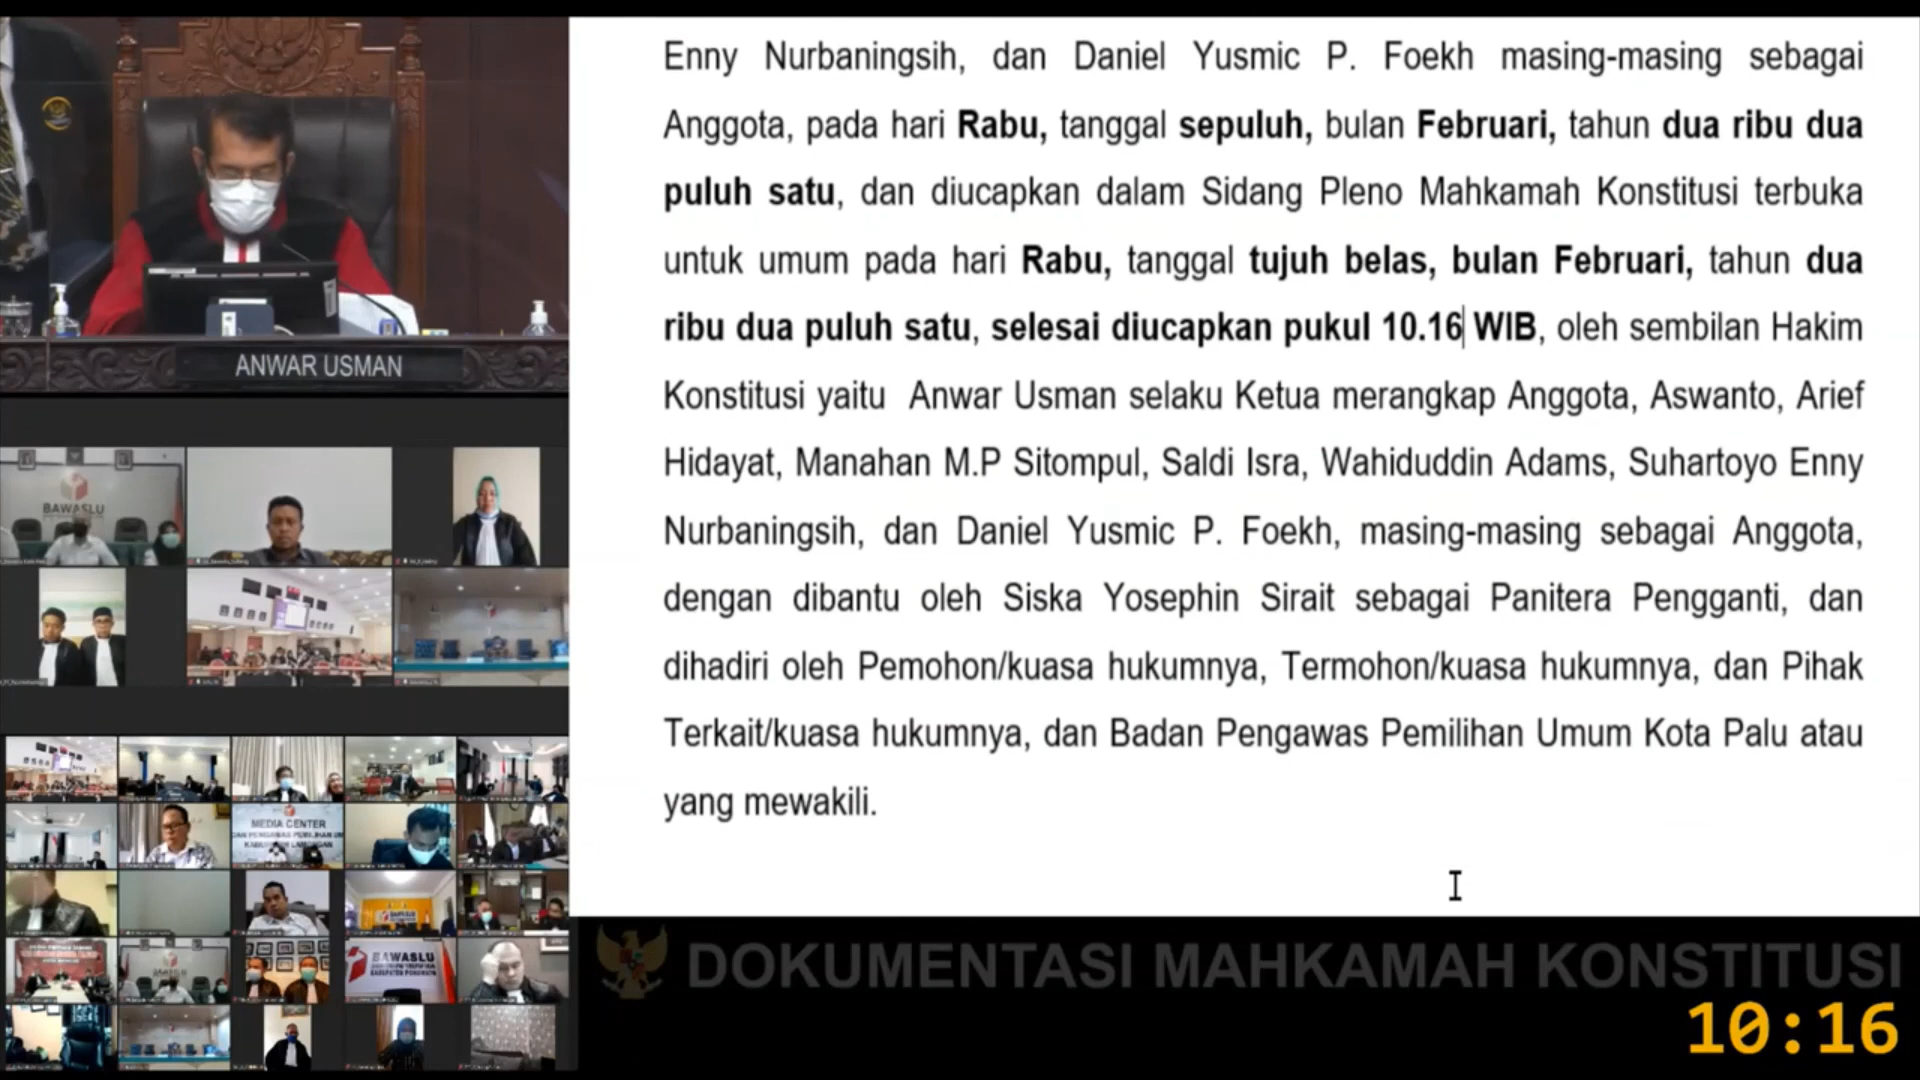 Enny Nurbaningsih, dan Daniel Yusmic P. Foekh masing-masing sebagai
Anggota, pada hari Rabu, tanggal sepuluh, bulan Februari, tahun dua ribu dua
puluh satu, dan diucapkan dalam Sidang Pleno Mahkamah Konstitusi terbuka
untuk umum pada hari Rabu, tanggal tujuh belas, bulan Februari, tahun dua
ribu dua puluh satu, selesai diucapkan pukul 10.16 WIB, oleh sembilan Hakim
Konstitusi yaitu Anwar Usman selaku Ketua merangkap Anggota, Aswanto, Arief
Hidayat, Manahan M.P Sitompul, Saldi Isra, Wahiduddin Adams, Suhartoyo Enny
Nurbaningsih, dan Daniel Yusmic P. Foekh, masing-masing sebagai Anggota,
dengan dibantu oleh Siska Yosephin Sirait sebagai Panitera Pengganti, dan
dihadiri oleh Pemohon/kuasa hukumnya, Termohon/kuasa hukumnya, dan Pihak
Terkait/kuasa hukumnya, dan Badan Pengawas Pemilihan Umum Kota Palu atau
yang mewakili.
ANWAR USMAN
BAWASLU
MEDIA CENTER
BAWASLU
BAWASLU
DOKUMENTASI MAHKAMAH KONSTITUSI
10:16